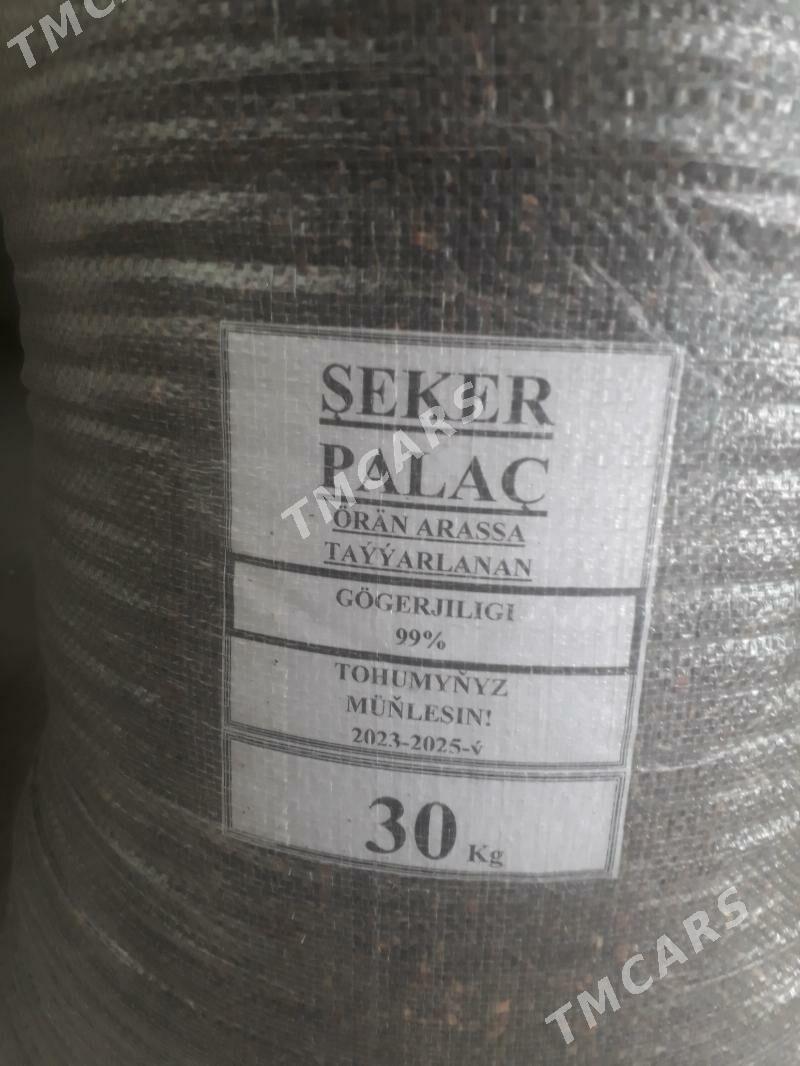 TMCARS
ŞEKER
PALAÇ
TMCARS
ÖRÄN ARASSA
TAÝÝARLANAN
GÖGERJILIGI
99%
TOHUMYŇYZ
MÜŇLESIN!
2023-2025-ý
30 Kg
TMCARS